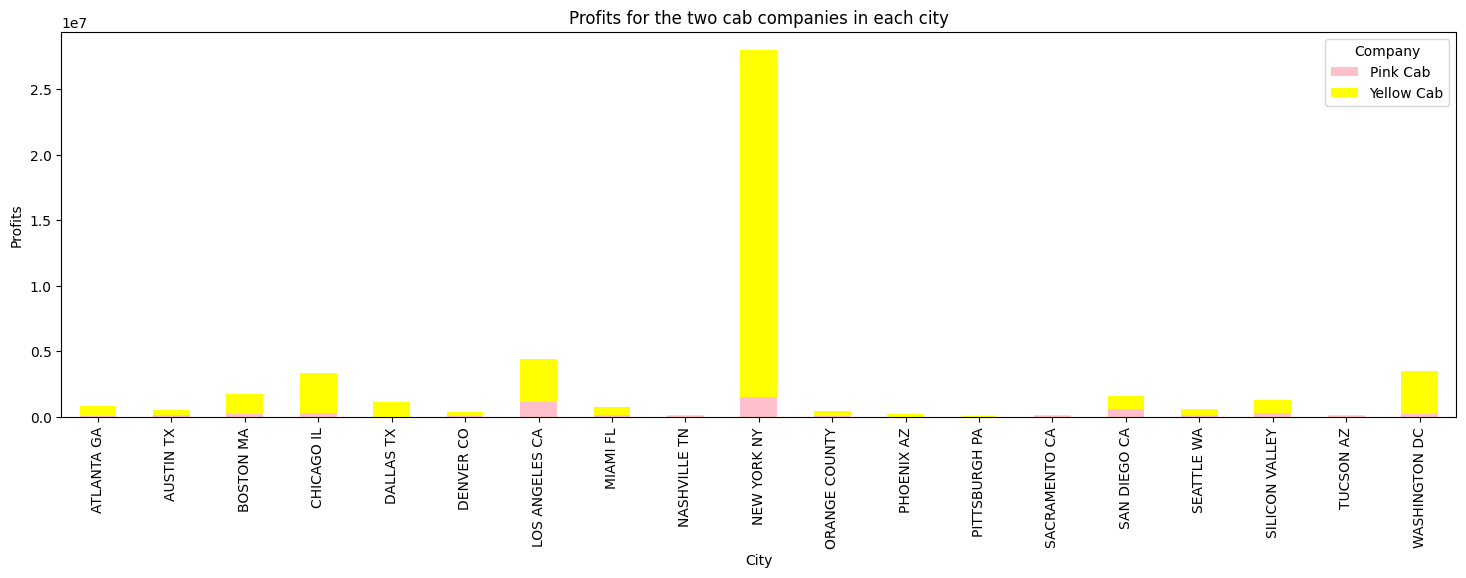 Profits for the two cab companies in each city
1e7
Company
Pink Cab
Yellow Cab
Profits
2.5
2.0
1.5
1.0
0.5
0.0
ATLANTA GA
AUSTIN TX
BOSTON MA
CHICAGO IL
DALLAS TX
DENVER CO
LOS ANGELES CA
MIAMI FL
NASHVILLE TN
NEW YORK NY
ORANGE COUNTY
PHOENIX AZ
PITTSBURGH PA
SACRAMENTO CA
SAN DIEGO CA
SEATTLE WA
SILICON VALLEY
TUCSON AZ
WASHINGTON DC
City